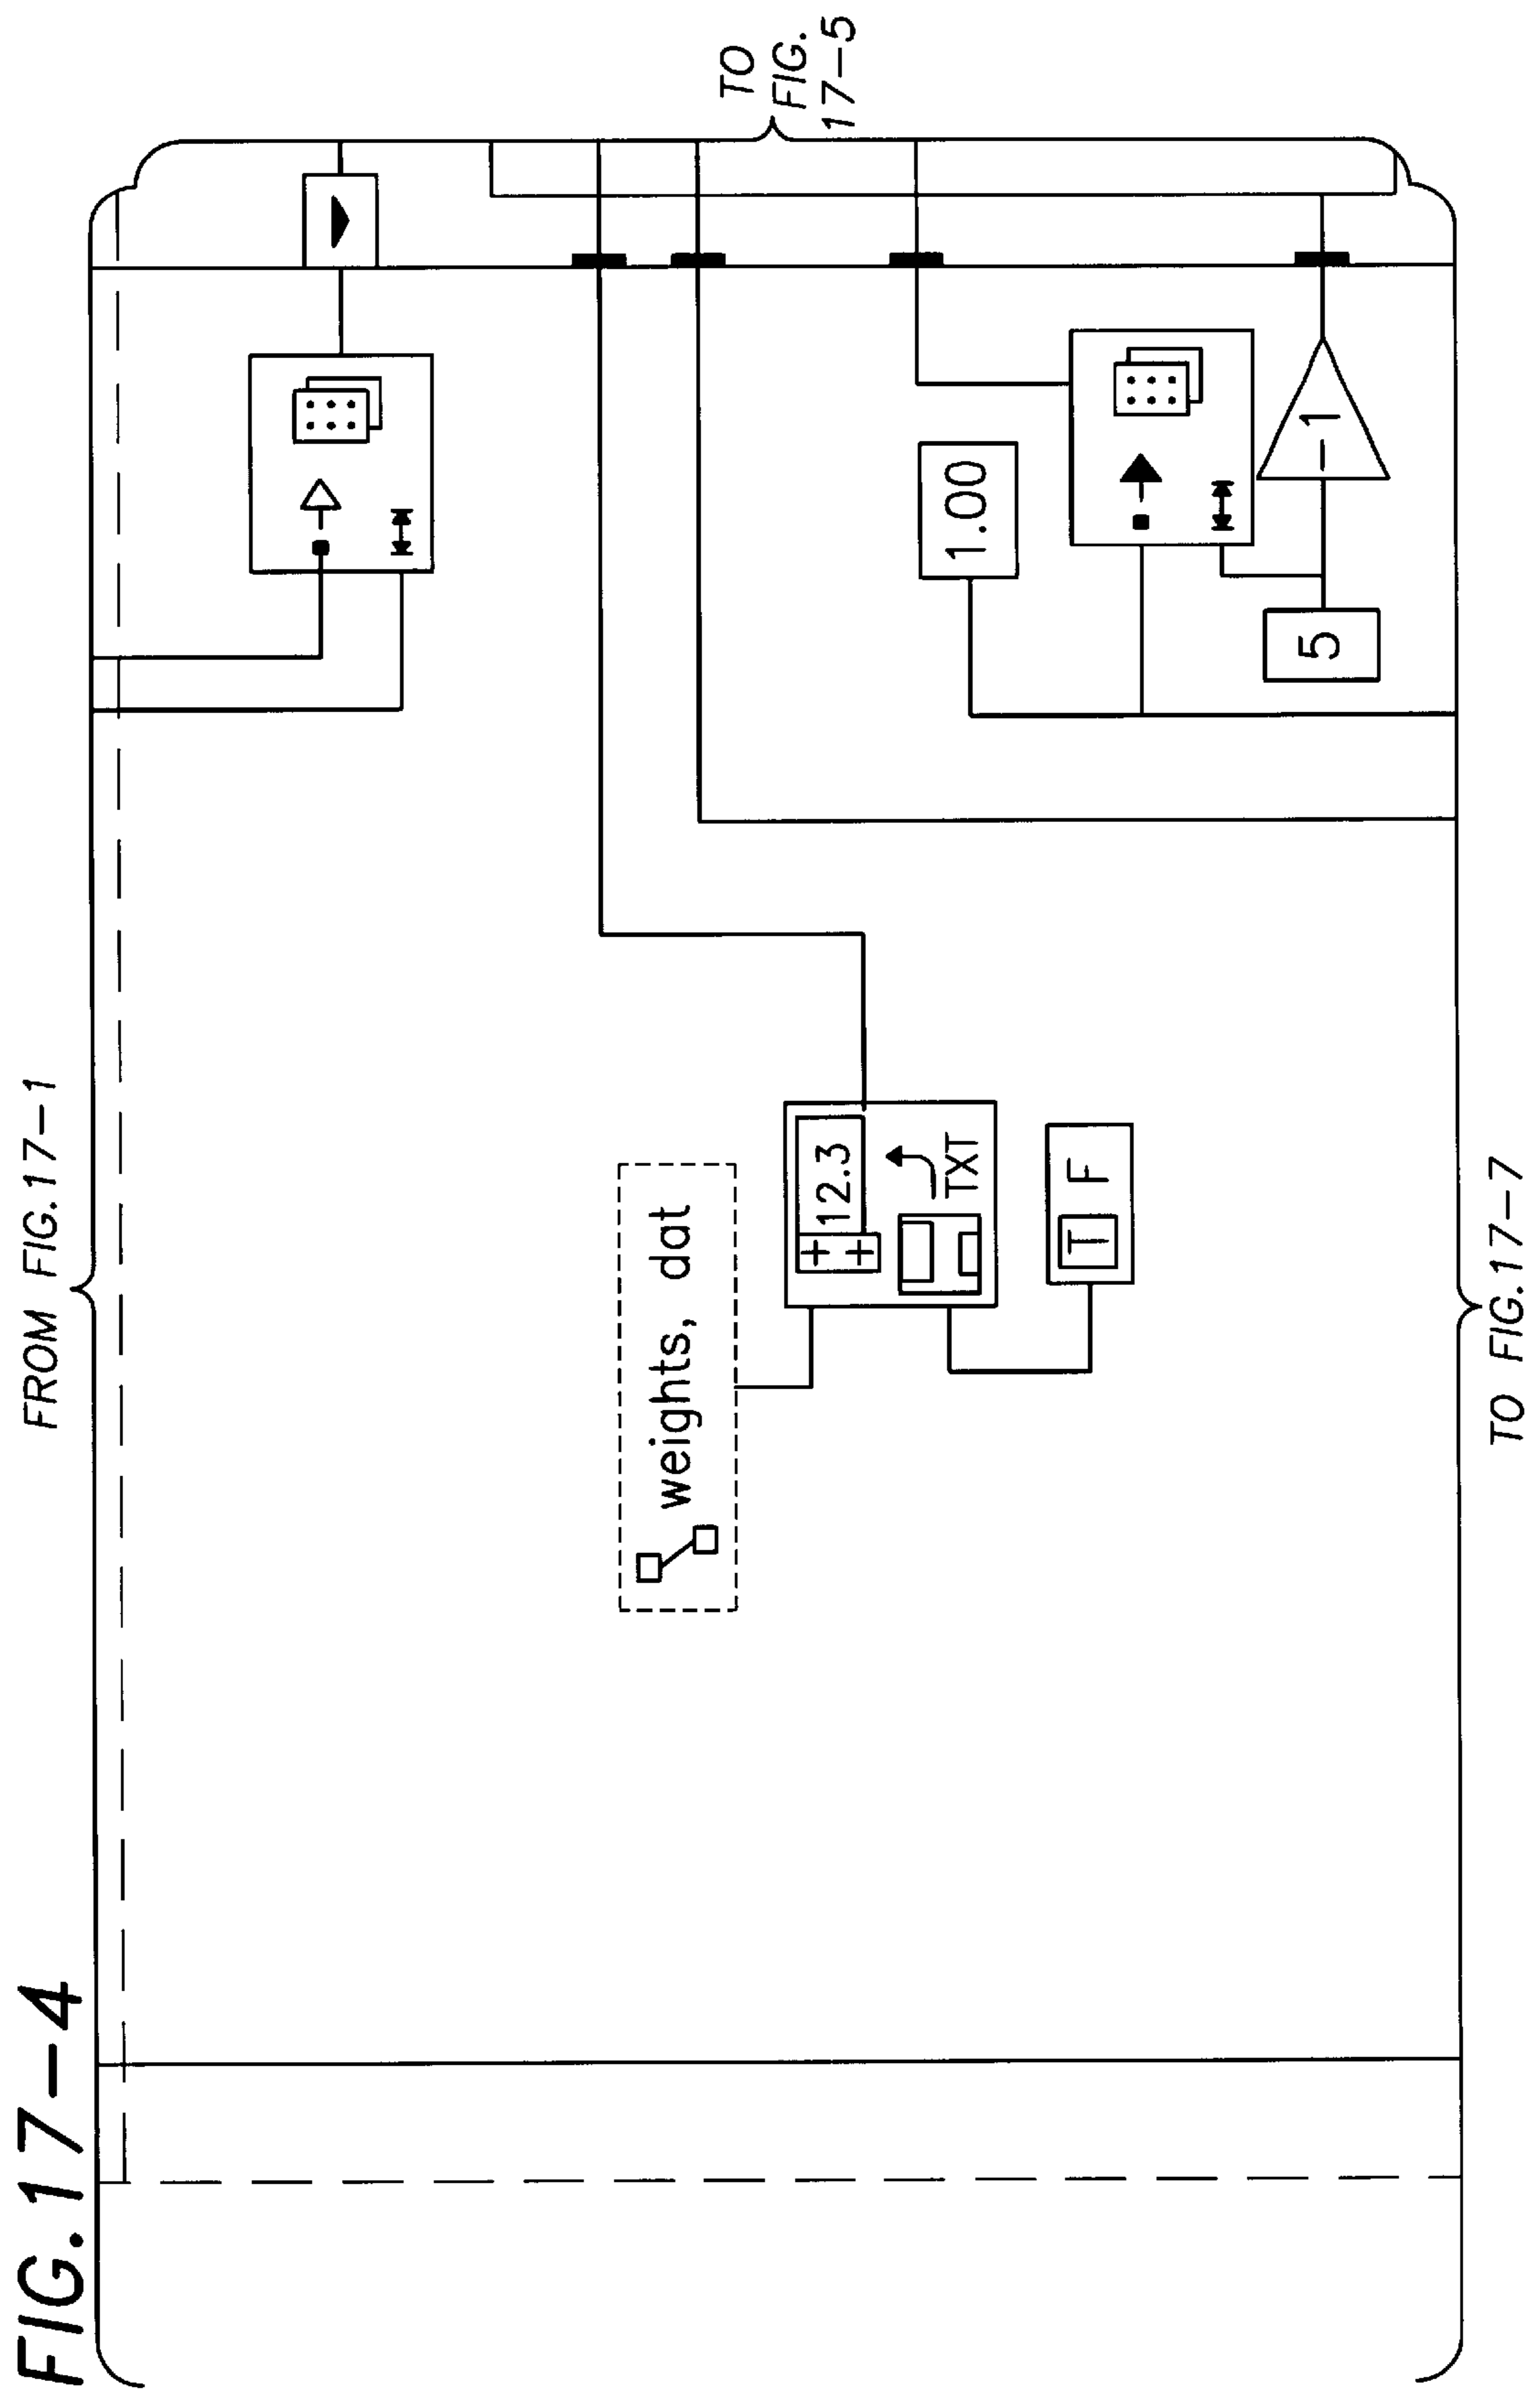 FIG.17-4
FROM FIG.17-1
TO
FIG.
17-5
weights, dat
12.3
TXT
T F
1.00
-1
5
TO FIG.17-7